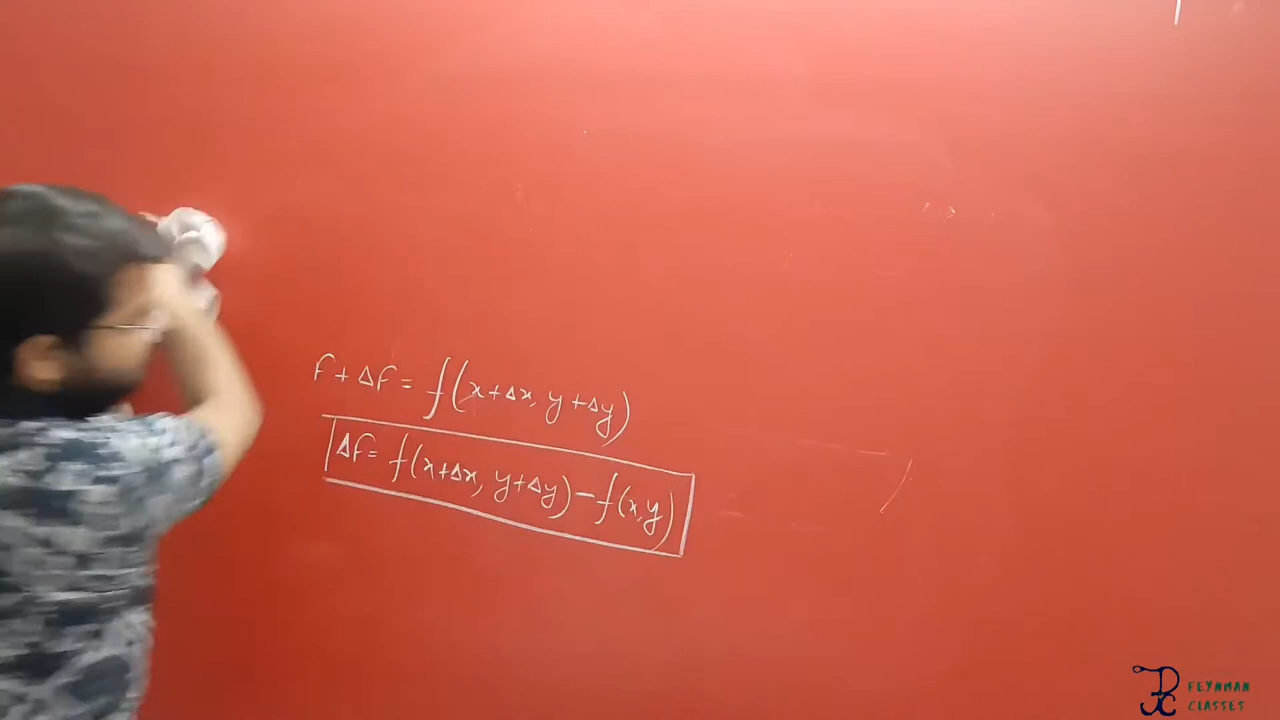 F + ΔF = f(x+Δx, y+Δy)
ΔF = f(x+Δx, y+Δy) − f(x,y)
FEYNMAN
CLASSES